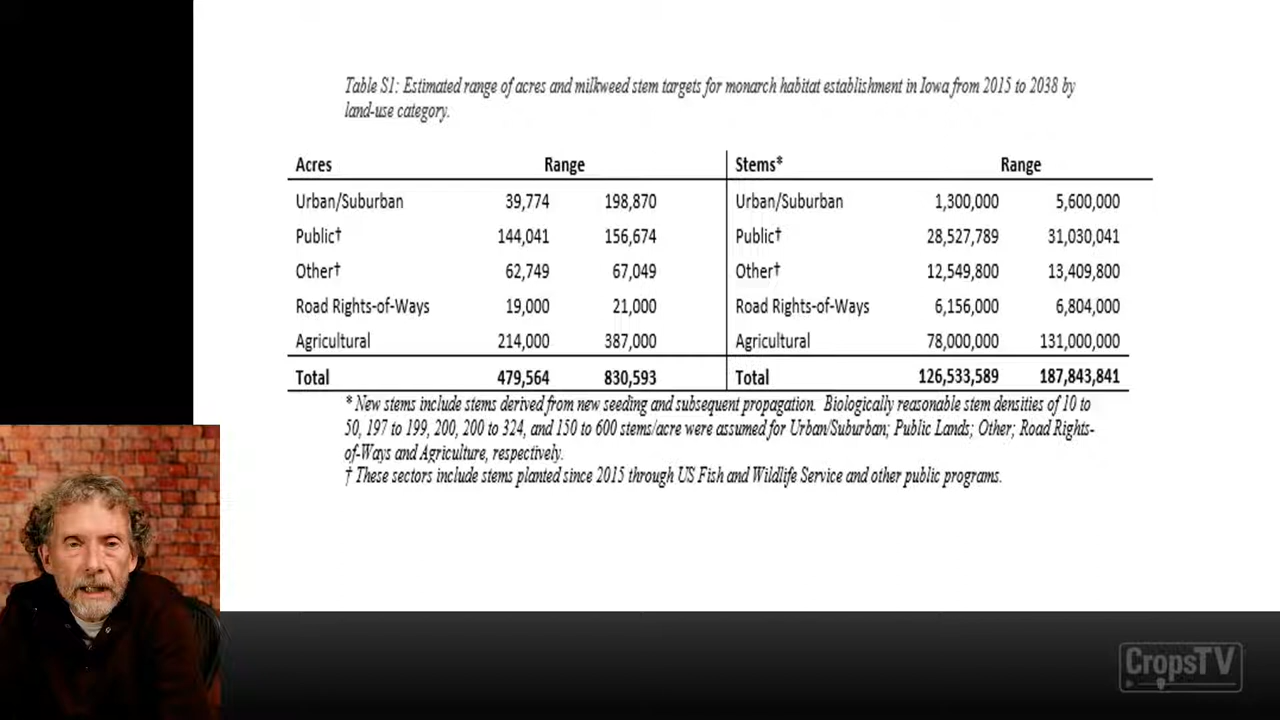 Table S1: Estimated range of acres and milkweed stem targets for monarch habitat establishment in Iowa from 2015 to 2038 by
land-use category.
Acres Range Stems* Range
Urban/Suburban 39,774 198,870 Urban/Suburban 1,300,000 5,600,000
Public† 144,041 156,674 Public† 28,527,789 31,030,041
Other† 62,749 67,049 Other† 12,549,800 13,409,800
Road Rights-of-Ways 19,000 21,000 Road Rights-of-Ways 6,156,000 6,804,000
Agricultural 214,000 387,000 Agricultural 78,000,000 131,000,000
Total 479,564 830,593 Total 126,533,589 187,843,841
* New stems include stems derived from new seeding and subsequent propagation. Biologically reasonable stem densities of 10 to
50, 197 to 199, 200, 200 to 324, and 150 to 600 stems/acre were assumed for Urban/Suburban; Public Lands; Other; Road Rights-
of-Ways and Agriculture, respectively.
† These sectors include stems planted since 2015 through US Fish and Wildlife Service and other public programs.
CropsTV